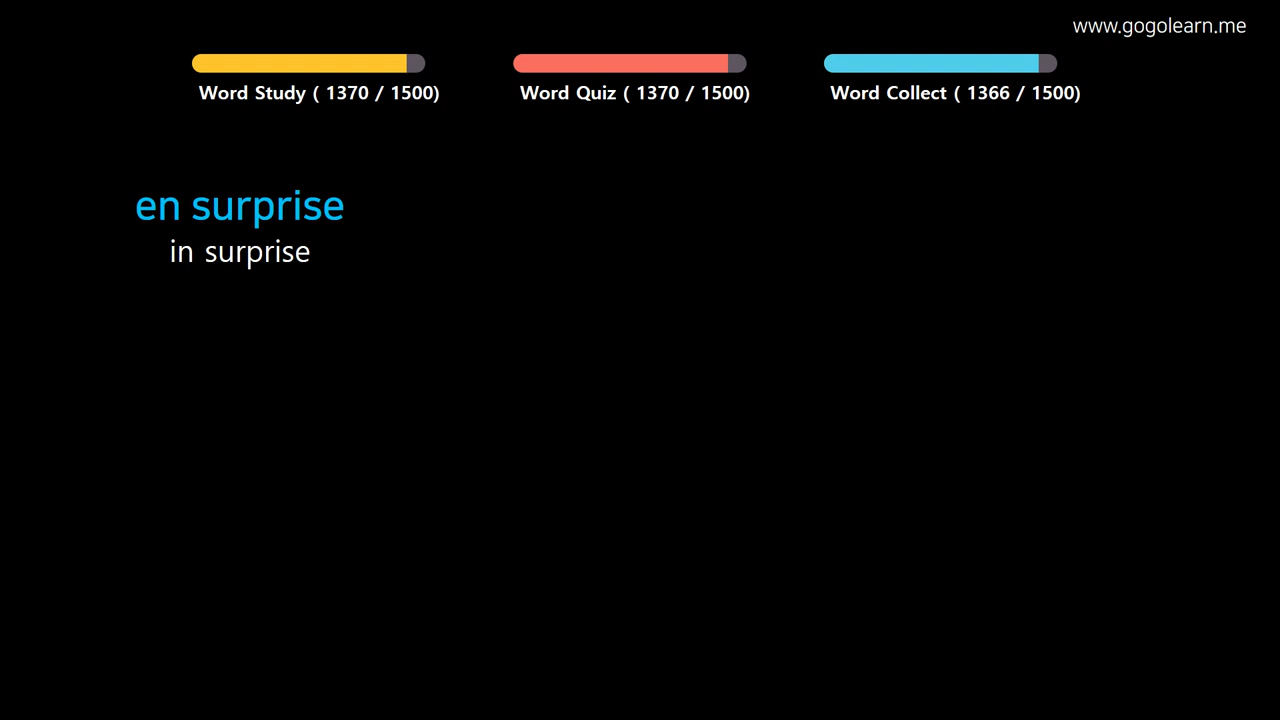 www.gogolearn.me
Word Study ( 1370 / 1500)
Word Quiz ( 1370 / 1500)
Word Collect ( 1366 / 1500)
en surprise
in surprise